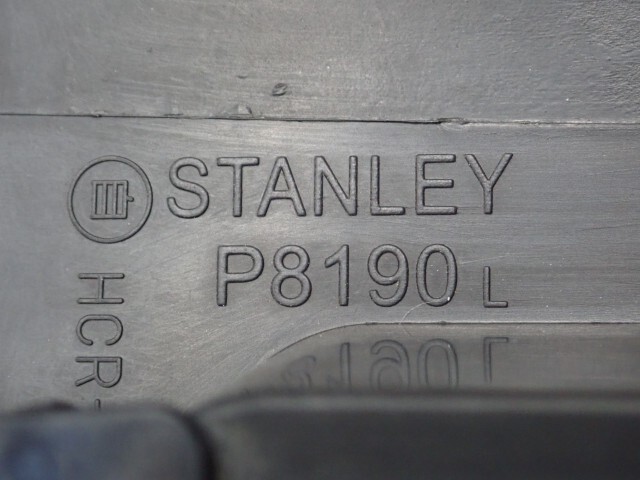 STANLEY
P8190 L
HCR-